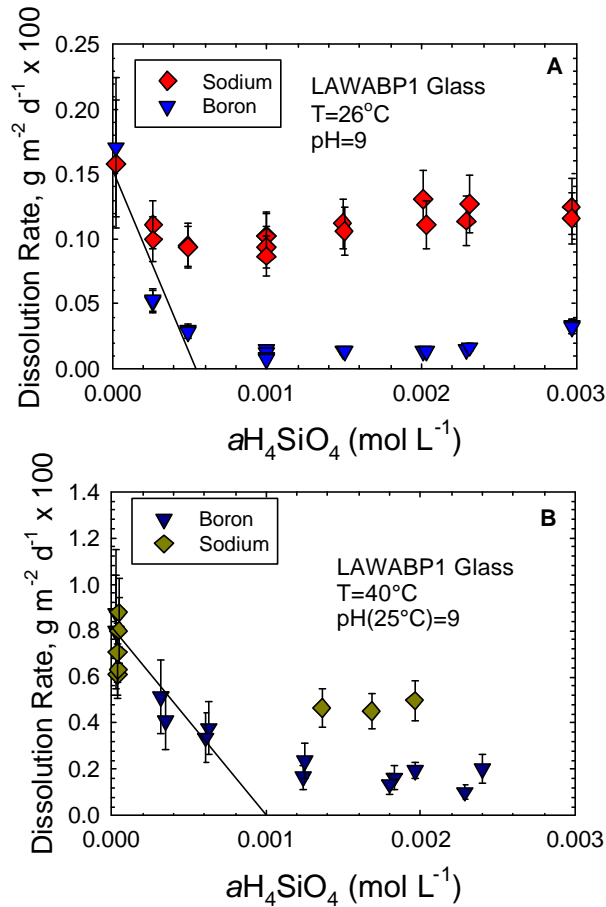 A
Sodium
Boron
LAWABP1 Glass
T=26°C
pH=9
Dissolution Rate, g m⁻² d⁻¹ x 100
0.25
0.20
0.15
0.10
0.05
0.00
0.000 0.001 0.002 0.003
aH₄SiO₄ (mol L⁻¹)
B
Boron
Sodium
LAWABP1 Glass
T=40°C
pH(25°C)=9
Dissolution Rate, g m⁻² d⁻¹ x 100
1.4
1.2
1.0
0.8
0.6
0.4
0.2
0.0
0.000 0.001 0.002 0.003
aH₄SiO₄ (mol L⁻¹)